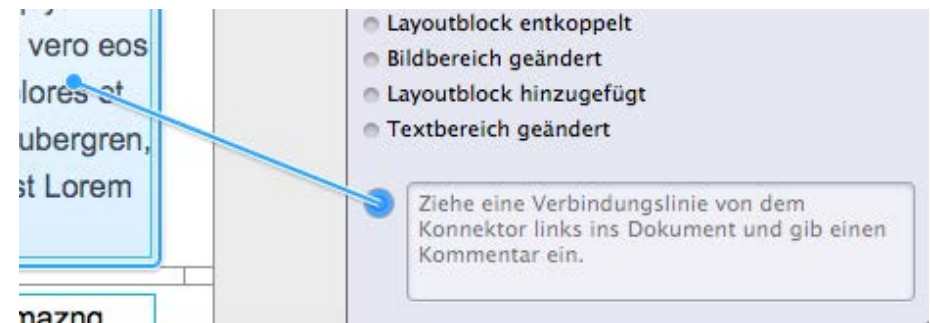 vero eos
lores et
ubergren,
st Lorem
mazng
Layoutblock entkoppelt
Bildbereich geändert
Layoutblock hinzugefügt
Textbereich geändert
Ziehe eine Verbindungslinie von dem
Konnektor links ins Dokument und gib einen
Kommentar ein.